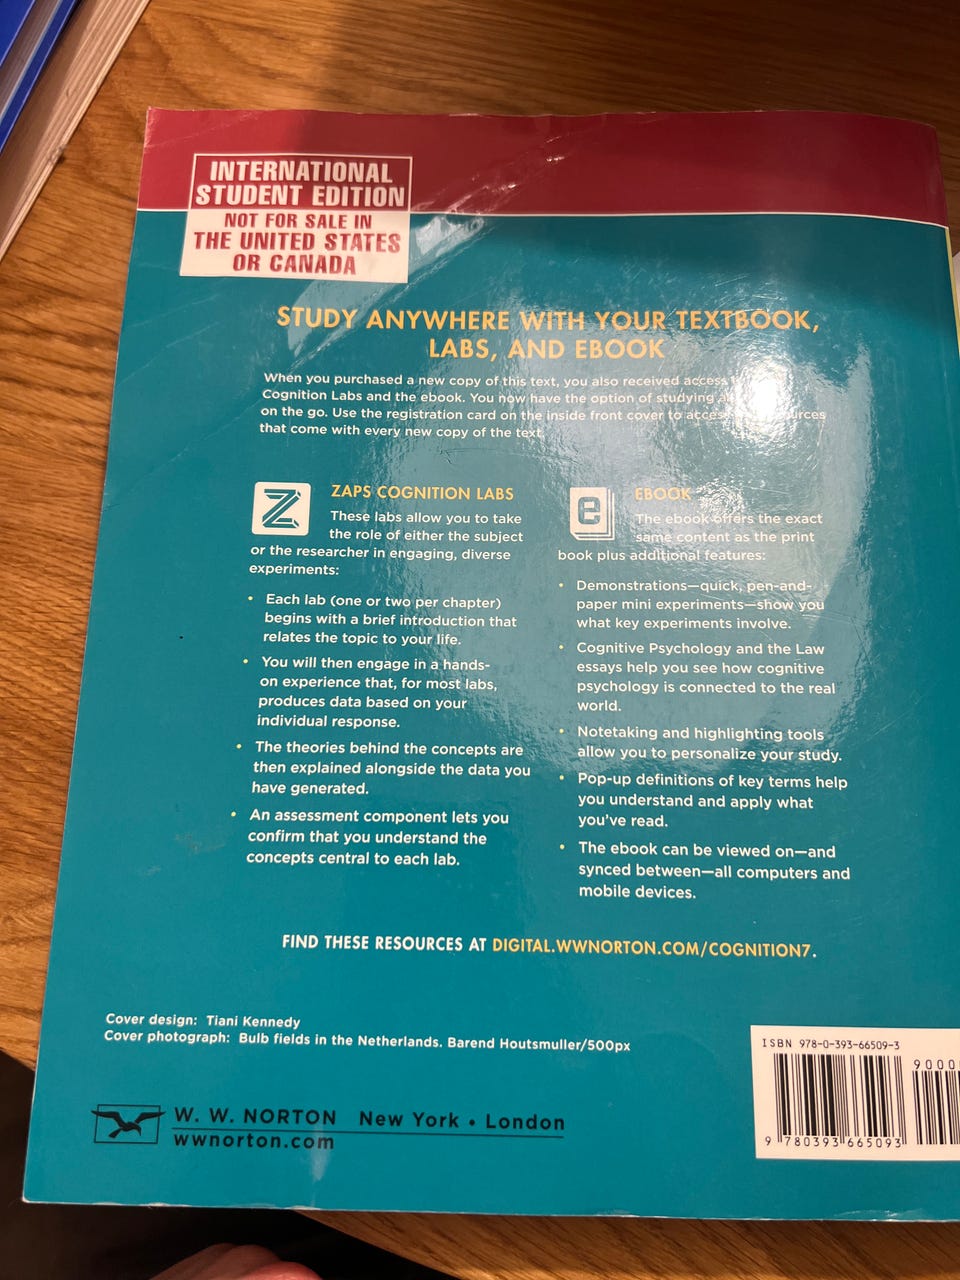 INTERNATIONAL
STUDENT EDITION
NOT FOR SALE IN
THE UNITED STATES
OR CANADA
STUDY ANYWHERE WITH YOUR TEXTBOOK,
LABS, AND EBOOK
When you purchased a new copy of this text, you also received access
Cognition Labs and the ebook. You now have the option of studying
on the go. Use the registration card on the inside front cover to access
that come with every new copy of the text.
Z
ZAPS COGNITION LABS
These labs allow you to take
the role of either the subject
or the researcher in engaging, diverse
experiments:
• Each lab (one or two per chapter)
begins with a brief introduction that
relates the topic to your life.
• You will then engage in a hands-
on experience that, for most labs,
produces data based on your
individual response.
• The theories behind the concepts are
then explained alongside the data you
have generated.
• An assessment component lets you
confirm that you understand the
concepts central to each lab.
e
EBOOK
The ebook offers the exact
same content as the print
book plus additional features:
• Demonstrations—quick, pen-and-
paper mini experiments—show you
what key experiments involve.
• Cognitive Psychology and the Law
essays help you see how cognitive
psychology is connected to the real
world.
• Notetaking and highlighting tools
allow you to personalize your study.
• Pop-up definitions of key terms help
you understand and apply what
you've read.
• The ebook can be viewed on—and
synced between—all computers and
mobile devices.
FIND THESE RESOURCES AT DIGITAL.WWNORTON.COM/COGNITION7.
Cover design: Tiani Kennedy
Cover photograph: Bulb fields in the Netherlands. Barend Houtsmuller/500px
W. W. NORTON New York • London
wwnorton.com
ISBN 978-0-393-66509-3
9000
9 780393 665093